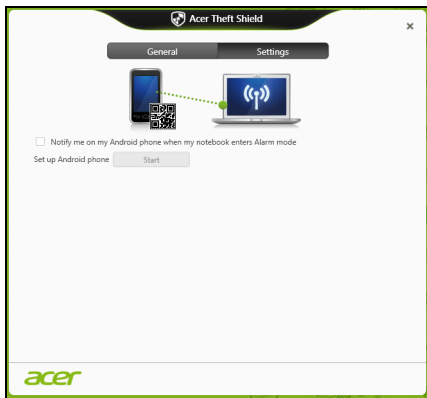 Acer Theft Shield
General
Settings
Notify me on my Android phone when my notebook enters Alarm mode
Set up Android phone
Start
acer